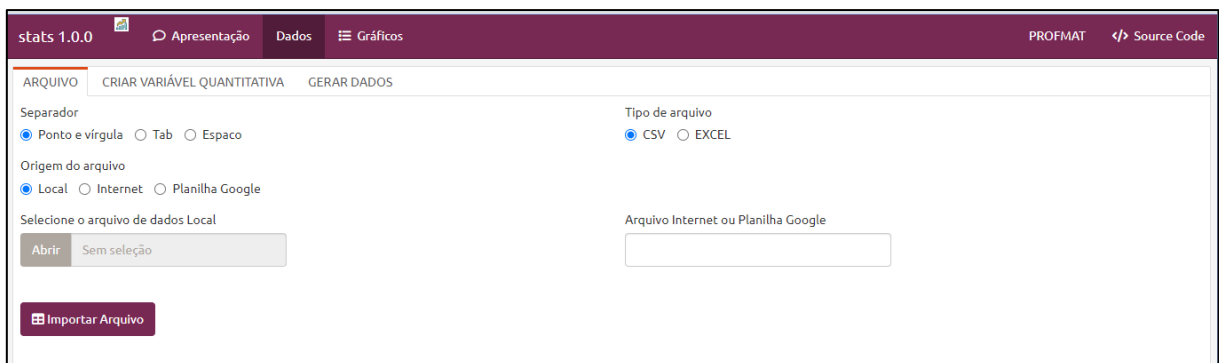 stats 1.0.0 Apresentação Dados Gráficos PROFMAT </> Source Code
ARQUIVO CRIAR VARIÁVEL QUANTITATIVA GERAR DADOS
Separador Tipo de arquivo
Ponto e vírgula Tab Espaco CSV EXCEL
Origem do arquivo
Local Internet Planilha Google
Selecione o arquivo de dados Local Arquivo Internet ou Planilha Google
Abrir Sem seleção
Importar Arquivo